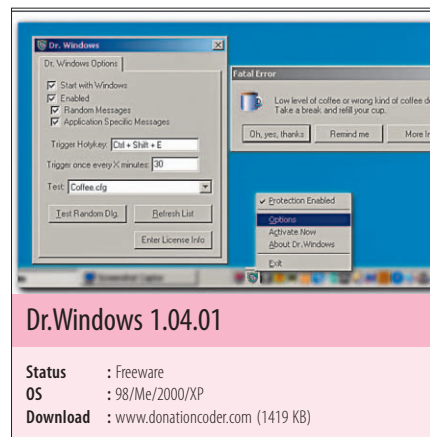 Dr. Windows
Dr. Windows Options
Start with Windows
Enabled
Random Messages
Application Specific Messages
Trigger Hotkey: Ctrl + Shift + E
Trigger once every X minutes: 30
Test: Coffee.cfg
Test Random Dlg.
Refresh List
Enter License Info
Fatal Error
Low level of coffee or wrong kind of coffee de
Take a break and refill your cup.
Oh, yes, thanks
Remind me
More In
Protection Enabled
Options
Activate Now
About Dr. Windows
Exit
Screenshot Captor
Dr.Windows 1.04.01
Status : Freeware
OS : 98/Me/2000/XP
Download : www.donationcoder.com (1419 KB)